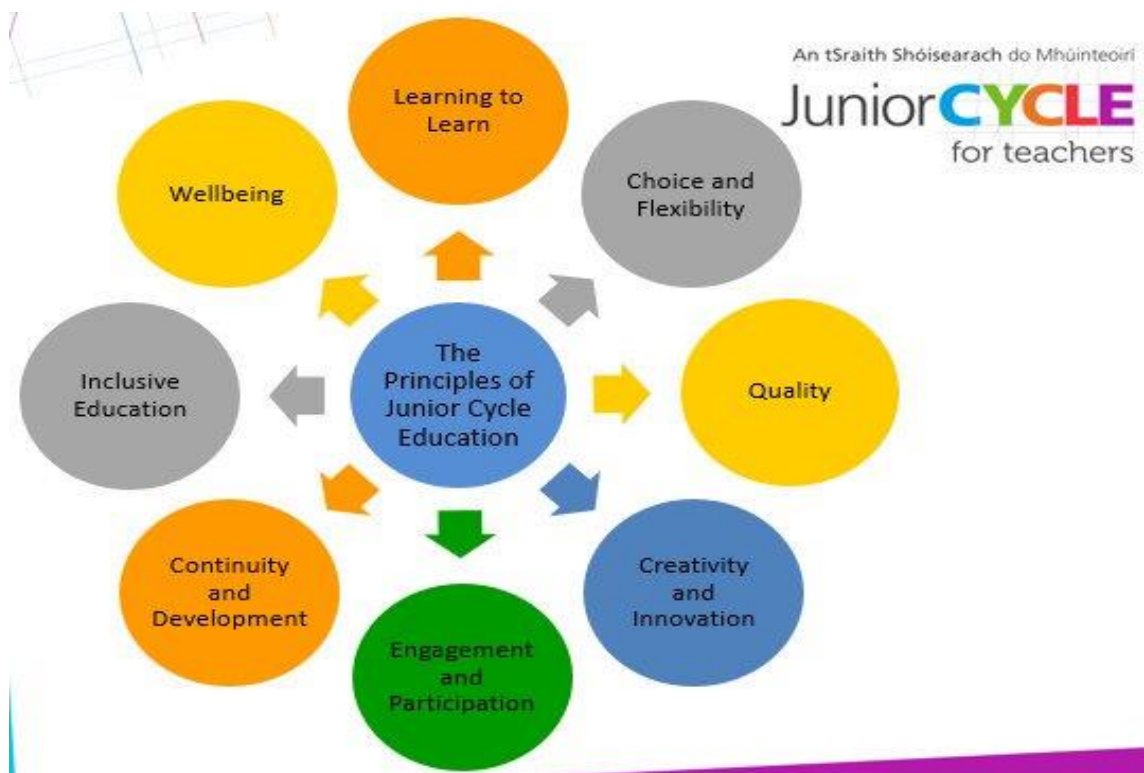 An tSraith Shóisearach do Mhúinteoirí
JuniorCYCLE
for teachers
Learning to
Learn
Choice and
Flexibility
Quality
Creativity
and
Innovation
Engagement
and
Participation
Continuity
and
Development
Inclusive
Education
Wellbeing
The
Principles of
Junior Cycle
Education